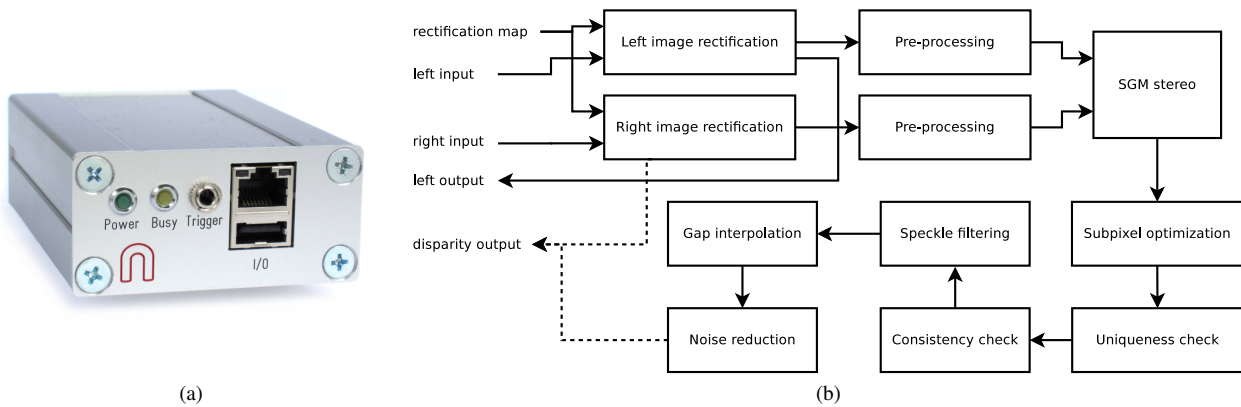 Power
Busy
Trigger
I/O
(a)
rectification map
left input
right input
left output
disparity output
Left image rectification
Right image rectification
Pre-processing
Pre-processing
SGM stereo
Gap interpolation
Speckle filtering
Subpixel optimization
Noise reduction
Consistency check
Uniqueness check
(b)